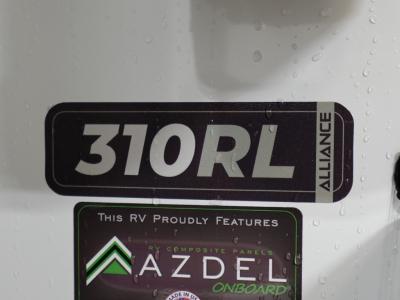 310RL
ALLIANCE
THIS RV PROUDLY FEATURES
RV COMPOSITE PANELS
AZDEL
ONBOARD